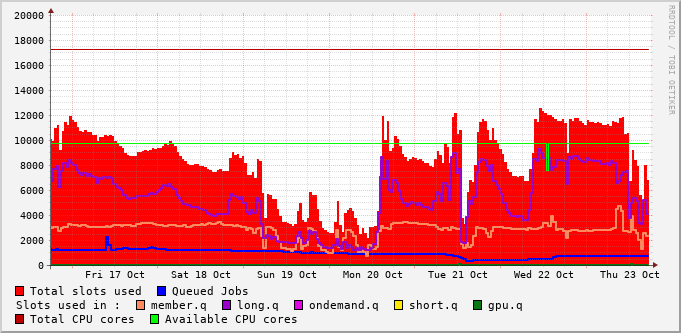 RRDTOOL / TOBI OETIKER
20000
18000
16000
14000
12000
10000
8000
6000
4000
2000
0
Fri 17 Oct Sat 18 Oct Sun 19 Oct Mon 20 Oct Tue 21 Oct Wed 22 Oct Thu 23 Oct
Total slots used Queued Jobs
Slots used in : member.q long.q ondemand.q short.q gpu.q
Total CPU cores Available CPU cores